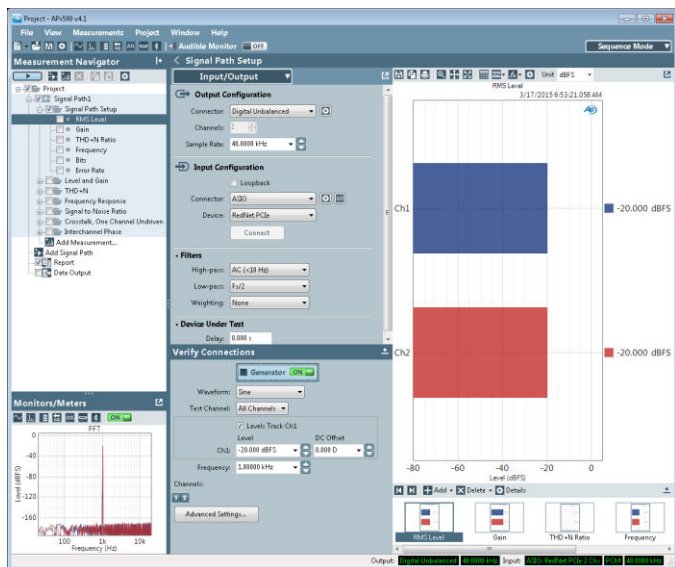 Project - APx500 v4.1
File View Measurements Project Window Help
Audible Monitor OFF
Sequence Mode
Measurement Navigator
Project
Signal Path1
Signal Path Setup
RMS Level
Gain
THD+N Ratio
Frequency
Bits
Error Rate
Level and Gain
THD+N
Frequency Response
Signal to Noise Ratio
Crosstalk, One Channel Undriven
Interchannel Phase
Add Measurement...
Add Signal Path
Report
Data Output
Monitors/Meters
ON
FFT
Level (dBFS)
0
-40
-80
-120
-160
100 1k 10k
Frequency (Hz)
Signal Path Setup
Input/Output
Output Configuration
Connector: Digital Unbalanced
Channels: 2
Sample Rate: 48.0000 kHz
Input Configuration
Loopback
Connector: ASIO
Device: RedNet PCIe
Connect
Filters
High-pass: AC (<10 Hz)
Low-pass: Fs/2
Weighting: None
Device Under Test
Delay: 0.000 s
Verify Connections
Generator ON
Waveform: Sine
Test Channel: All Channels
Levels Track Ch1
Level DC Offset
Ch1: -20.000 dBFS 0.000 D
Frequency: 1.00000 kHz
Channels:
1 2
Advanced Settings...
Unit dBFS
RMS Level
3/17/2015 6:53:21.058 AM
Ch1
-20.000 dBFS
Ch2
-20.000 dBFS
-80 -60 -40 -20 0
Level (dBFS)
Add Delete Details
RMS Level Gain THD+N Ratio Frequency
Output: Digital Unbalanced 48.0000 kHz Input: ASIO: RedNet PCIe 2 Chs PCM 48.0000 kHz